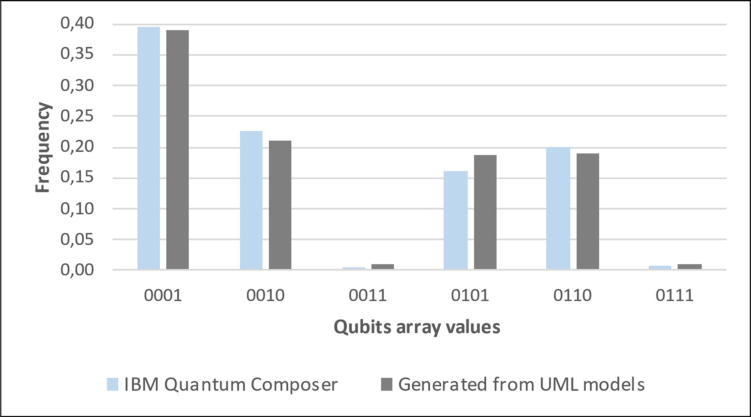 0,40
0,35
0,30
0,25
0,20
0,15
0,10
0,05
0,00
Frequency
0001 0010 0011 0101 0110 0111
Qubits array values
IBM Quantum Composer Generated from UML models